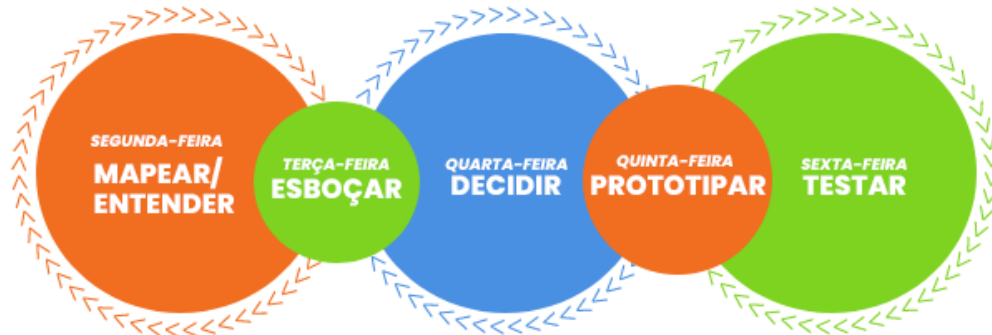 SEGUNDA-FEIRA
MAPEAR/
ENTENDER
TERÇA-FEIRA
ESBOÇAR
QUARTA-FEIRA
DECIDIR
QUINTA-FEIRA
PROTOTIPAR
SEXTA-FEIRA
TESTAR